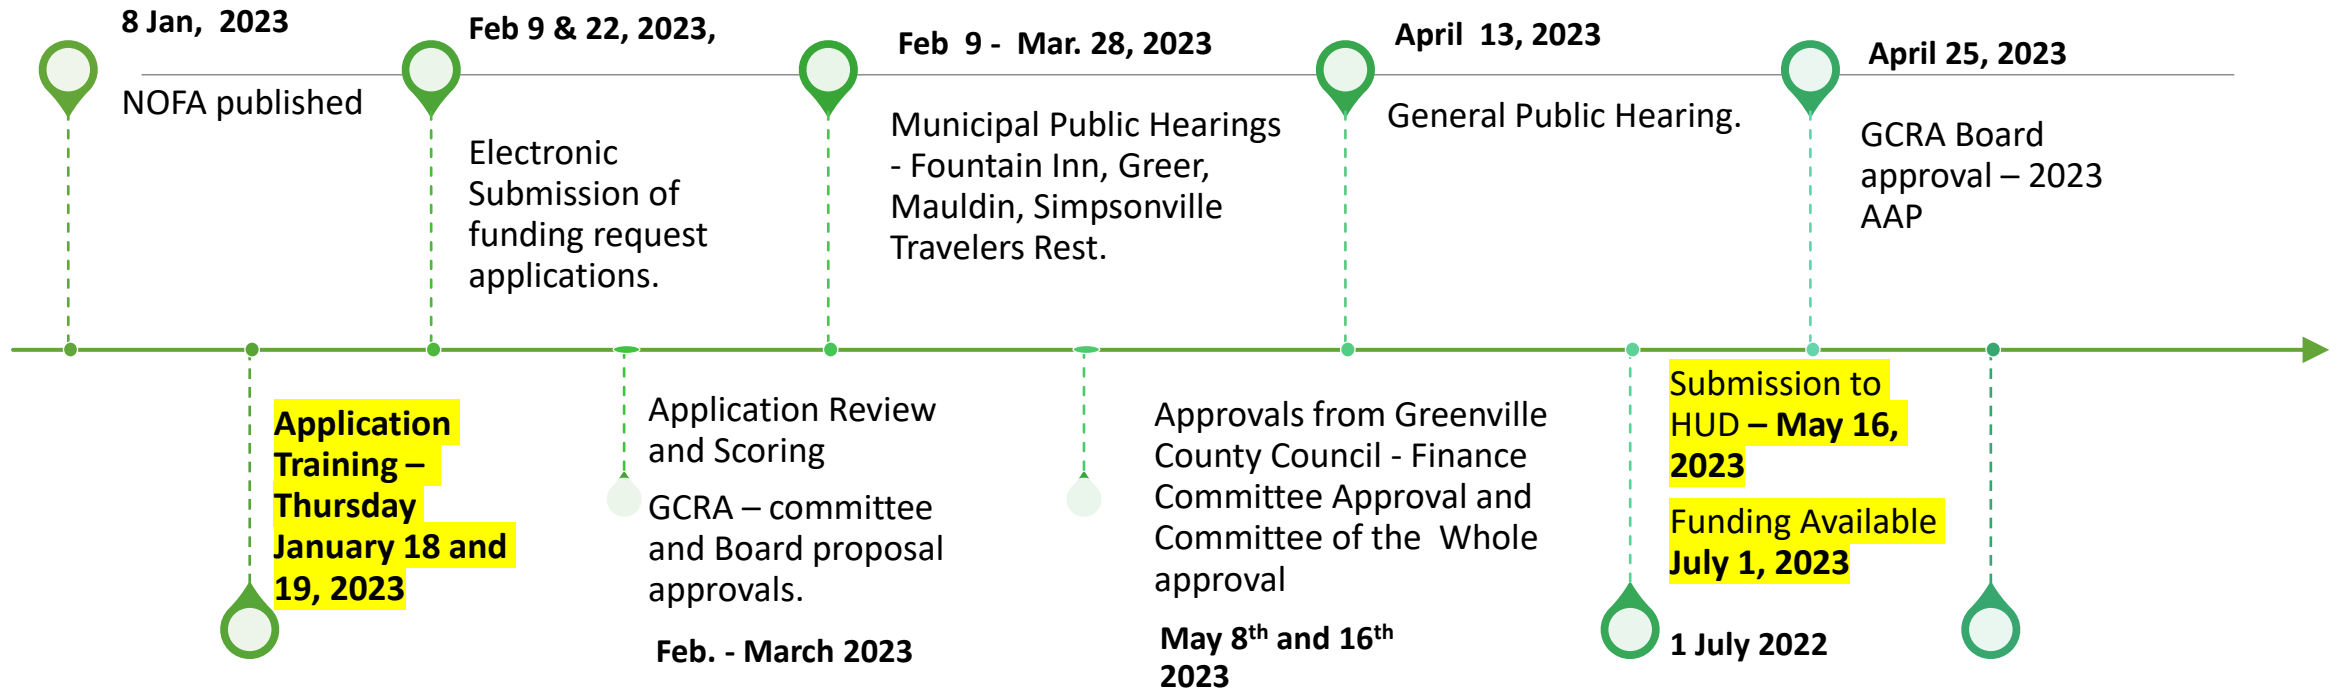 8 Jan,  2023
NOFA published
Feb 9 & 22, 2023,
Electronic
Submission of
funding request
applications.
Feb  9 -  Mar. 28, 2023
Municipal Public Hearings
- Fountain Inn, Greer,
Mauldin, Simpsonville
Travelers Rest.
April  13, 2023
General Public Hearing.
April 25, 2023
GCRA Board
approval – 2023
AAP
Application
Training –
Thursday
January 18 and
19, 2023
Application Review
and Scoring
GCRA – committee
and Board proposal
approvals.
Feb. - March 2023
Approvals from Greenville
County Council - Finance
Committee Approval and
Committee of the  Whole
approval
May 8th and 16th
2023
Submission to
HUD – May 16,
2023
Funding Available
July 1, 2023
1 July 2022